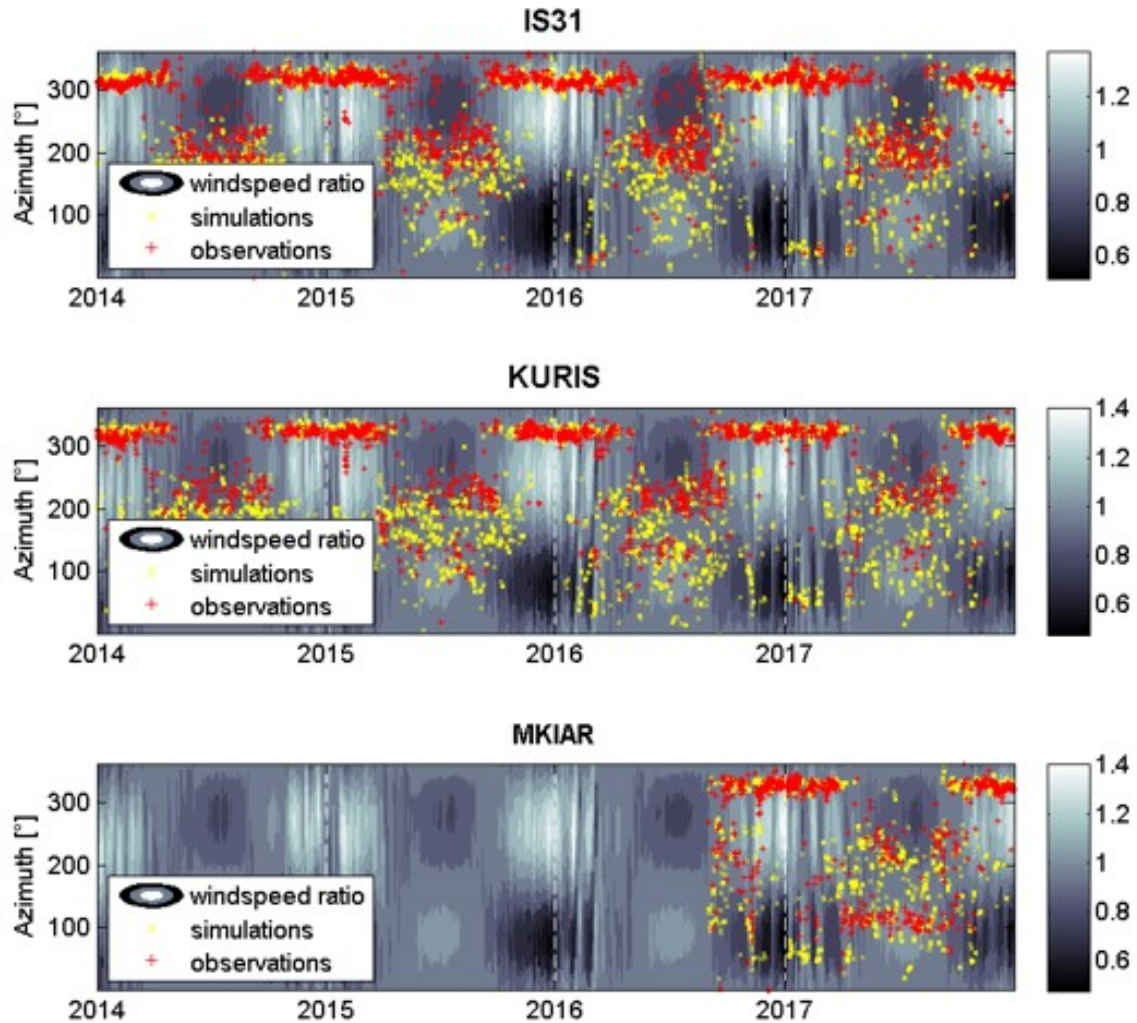 IS31
Azimuth [°]
300
200
100
windspeed ratio
simulations
observations
2014 2015 2016 2017
1.2
1
0.8
0.6
KURIS
Azimuth [°]
300
200
100
windspeed ratio
simulations
observations
2014 2015 2016 2017
1.4
1.2
1
0.8
0.6
MKIAR
Azimuth [°]
300
200
100
windspeed ratio
simulations
observations
2014 2015 2016 2017
1.4
1.2
1
0.8
0.6